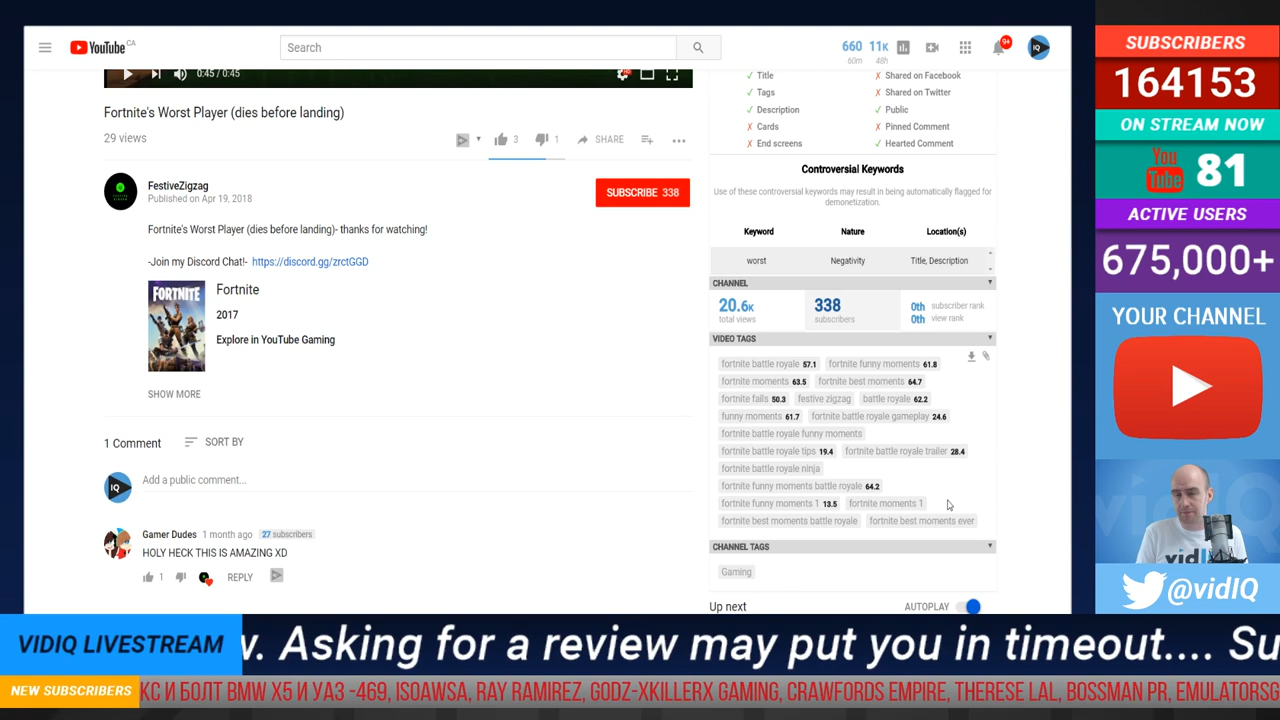 YouTube CA
Search
660 60m
11K 48h
9+
IQ
0:45 / 0:45
Fortnite's Worst Player (dies before landing)
29 views
3
1
SHARE
FestiveZigzag
Published on Apr 19, 2018
SUBSCRIBE 338
Fortnite's Worst Player (dies before landing)- thanks for watching!
-Join my Discord Chat!- https://discord.gg/zrctGGD
FORTNITE
Fortnite
2017
Explore in YouTube Gaming
SHOW MORE
1 Comment
SORT BY
IQ
Add a public comment...
Gamer Dudes 1 month ago 27 subscribers
HOLY HECK THIS IS AMAZING XD
1
REPLY
✓ Title ✗ Shared on Facebook
✓ Tags ✗ Shared on Twitter
✓ Description ✓ Public
✗ Cards ✗ Pinned Comment
✗ End screens ✓ Hearted Comment
Controversial Keywords
Use of these controversial keywords may result in being automatically flagged for
demonetization.
Keyword Nature Location(s)
worst Negativity Title, Description
CHANNEL
20.6K total views
338 subscribers
0th subscriber rank
0th view rank
VIDEO TAGS
fortnite battle royale 57.1 fortnite funny moments 61.8
fortnite moments 63.5 fortnite best moments 64.7
fortnite fails 50.3 festive zigzag battle royale 62.2
funny moments 61.7 fortnite battle royale gameplay 24.6
fortnite battle royale funny moments
fortnite battle royale tips 19.4 fortnite battle royale trailer 28.4
fortnite battle royale ninja
fortnite funny moments battle royale 64.2
fortnite funny moments 1 13.5 fortnite moments 1
fortnite best moments battle royale fortnite best moments ever
CHANNEL TAGS
Gaming
Up next
AUTOPLAY
SUBSCRIBERS
164153
ON STREAM NOW
You Tube 81
ACTIVE USERS
675,000+
YOUR CHANNEL
@vidIQ
VIDIQ LIVESTREAM
. Asking for a review may put you in timeout.... Su
NEW SUBSCRIBERS
КС И БОЛТ BMW X5 И УАЗ -469, ISOAWSA, RAY RAMIREZ, GODZ-XKILLERX GAMING, CRAWFORDS EMPIRE, THERESE LAL, BOSSMAN PR, EMULATORSG